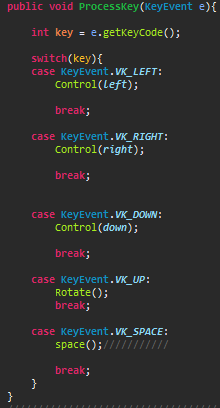 public void ProcessKey(KeyEvent e){
int key = e.getKeyCode();
switch(key){
case KeyEvent.VK_LEFT:
Control(left);
break;
case KeyEvent.VK_RIGHT:
Control(right);
break;
case KeyEvent.VK_DOWN:
Control(down);
break;
case KeyEvent.VK_UP:
Rotate();
break;
case KeyEvent.VK_SPACE:
space();///////////
break;
}
}